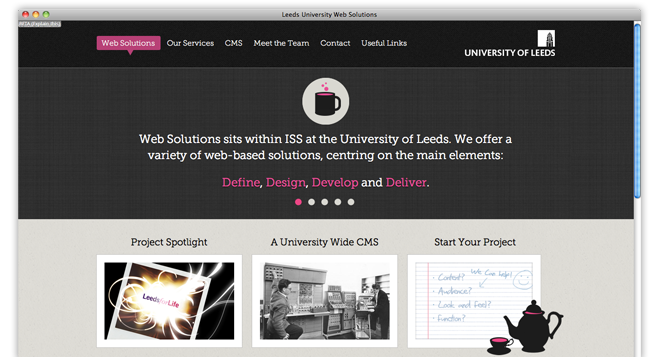 Leeds University Web Solutions
Web Solutions Our Services CMS Meet the Team Contact Useful Links
UNIVERSITY OF LEEDS
Web Solutions sits within ISS at the University of Leeds. We offer a
variety of web-based solutions, centring on the main elements:
Define, Design, Develop and Deliver.
Project Spotlight A University Wide CMS Start Your Project
Leeds for Life
· Content? We can help!
· Audience?
· Look and Feel?
· Function?